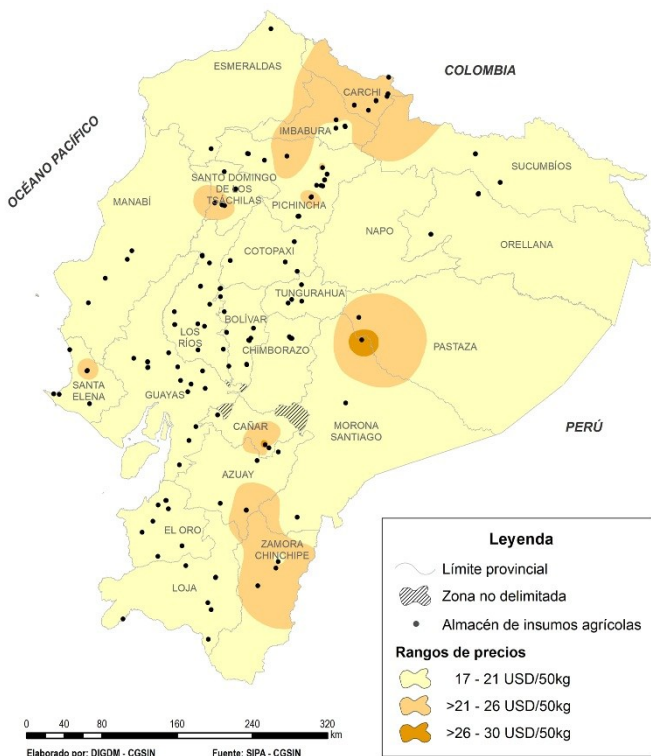 ESMERALDAS
COLOMBIA
CARCHI
IMBABURA
OCÉANO PACÍFICO
SUCUMBÍOS
SANTO DOMINGO
DE LOS
TSÁCHILAS
MANABÍ
PICHINCHA
NAPO
ORELLANA
COTOPAXI
TUNGURAHUA
BOLÍVAR
LOS
RÍOS
CHIMBORAZO
PASTAZA
SANTA
ELENA
GUAYAS
CAÑAR
MORONA
SANTIAGO
PERÚ
AZUAY
EL ORO
ZAMORA
CHINCHIPE
LOJA
Leyenda
Límite provincial
Zona no delimitada
Almacén de insumos agrícolas
Rangos de precios
17 - 21 USD/50kg
>21 - 26 USD/50kg
>26 - 30 USD/50kg
0 40 80 160 240 320
km
Elaborado por: DIGDM - CGSIN Fuente: SIPA - CGSIN